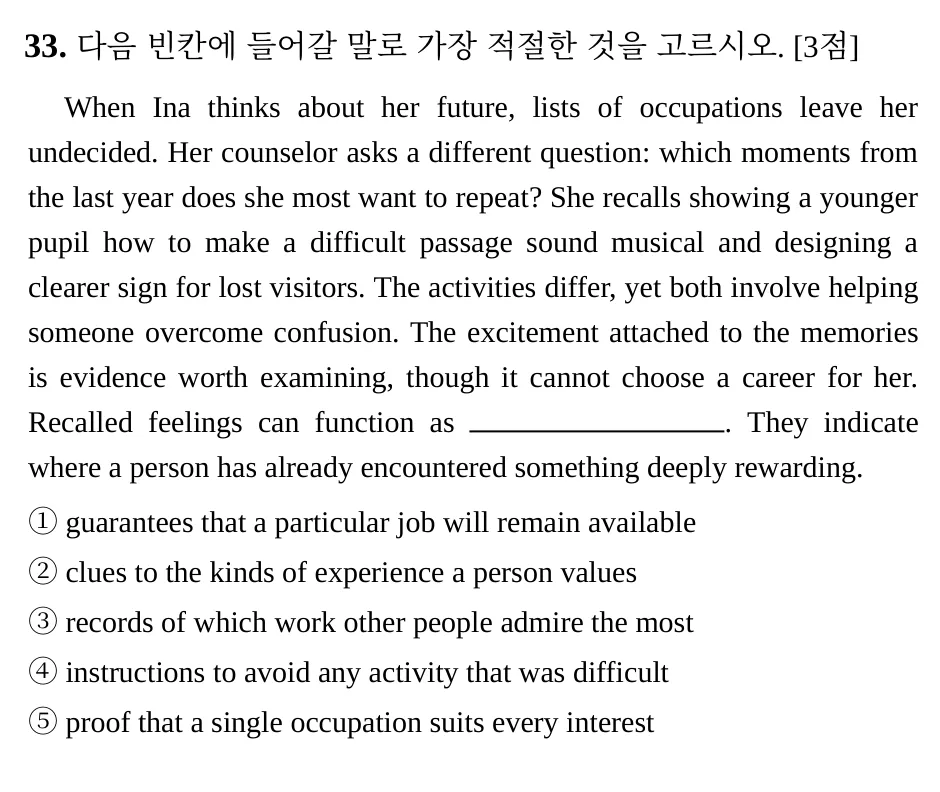 33. 다음 빈칸에 들어갈 말로 가장 적절한 것을 고르시오. [3점]
When Ina thinks about her future, lists of occupations leave her
undecided. Her counselor asks a different question: which moments from
the last year does she most want to repeat? She recalls showing a younger
pupil how to make a difficult passage sound musical and designing a
clearer sign for lost visitors. The activities differ, yet both involve helping
someone overcome confusion. The excitement attached to the memories
is evidence worth examining, though it cannot choose a career for her.
Recalled feelings can function as ________________. They indicate
where a person has already encountered something deeply rewarding.
① guarantees that a particular job will remain available
② clues to the kinds of experience a person values
③ records of which work other people admire the most
④ instructions to avoid any activity that was difficult
⑤ proof that a single occupation suits every interest